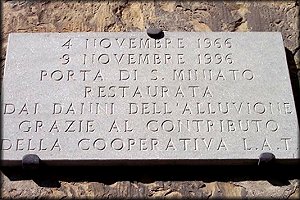 4 NOVEMBRE 1966
9 NOVEMBRE 1996
PORTA DI S. MINIATO
RESTAURATA
DAI DANNI DELL'ALLUVIONE
GRAZIE AL CONTRIBUTO
DELLA COOPERATIVA L.A.T.